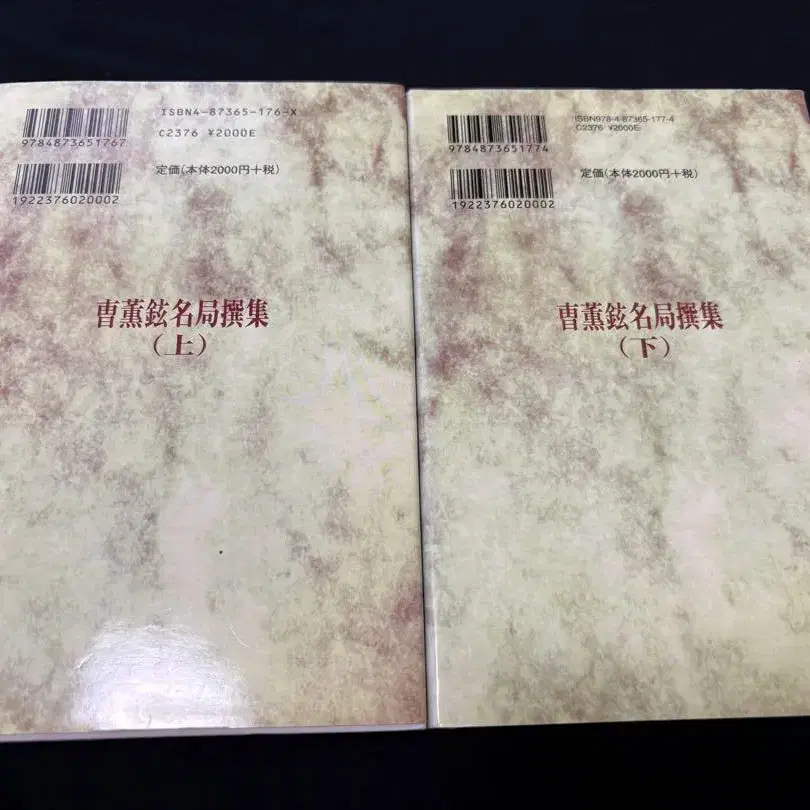 ISBN4-87365-176-X
C2376 ¥2000E
9784873651767
定価(本体2000円+税)
1922376020002
曺薫鉉名局撰集
(上)
ISBN978-4-87365-177-4
C2376 ¥2000E
9784873651774
定価(本体2000円+税)
1922376020002
曺薫鉉名局撰集
(下)